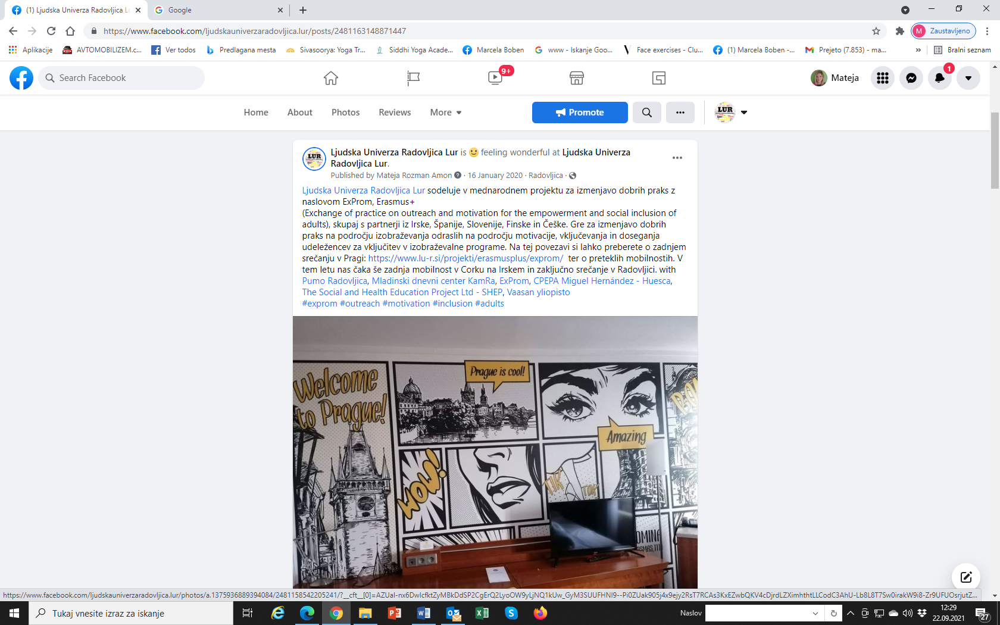 (1) Ljudska Univerza Radovljica Lu
Google
https://www.facebook.com/ljudskauniverzaradovljica.lur/posts/2481163148871447
M Zaustavljeno
Aplikacije
AVTOMOBILIZEM.c...
Ver todos
Predlagana mesta
Sivasoorya: Yoga Tr...
Siddhi Yoga Acade...
Marcela Boben
www - Iskanje Goo...
Face exercises - Clu...
(1) Marcela Boben -...
Prejeto (7.853) - ma...
»
Bralni seznam
Search Facebook
9+
Mateja
1
Home
About
Photos
Reviews
More
Promote
LUR
LUR
Ljudska Univerza Radovljica Lur is feeling wonderful at Ljudska Univerza
Radovljica Lur.
Published by Mateja Rozman Amon · 16 January 2020 · Radovljica ·
Ljudska Univerza Radovljica Lur sodeluje v mednarodnem projektu za izmenjavo dobrih praks z
naslovom ExProm, Erasmus+
(Exchange of practice on outreach and motivation for the empowerment and social inclusion of
adults), skupaj s partnerji iz Irske, Španije, Slovenije, Finske in Češke. Gre za izmenjavo dobrih
praks na področju izobraževanja odraslih na področju motivacije, vključevanja in doseganja
udeležencev za vključitev v izobraževalne programe. Na tej povezavi si lahko preberete o zadnjem
srečanju v Pragi: https://www.lu-r.si/projekti/erasmusplus/exprom/ ter o preteklih mobilnostih. V
tem letu nas čaka še zadnja mobilnost v Corku na Irskem in zaključno srečanje v Radovljici. with
Pumo Radovljica, Mladinski dnevni center KamRa, ExProm, CPEPA Miguel Hernández - Huesca,
The Social and Health Education Project Ltd - SHEP, Vaasan yliopisto
#exprom #outreach #motivation #inclusion #adults
Welcome
to Prague!
Prague is cool!
Amazing
WOW!
TIK
TOK
OMINA
https://www.facebook.com/ljudskauniverzaradovljica.lur/photos/a.1375936889394084/2481158542205241/
Tukaj vnesite izraz za iskanje
Naslov
12:29
22.09.2021
27